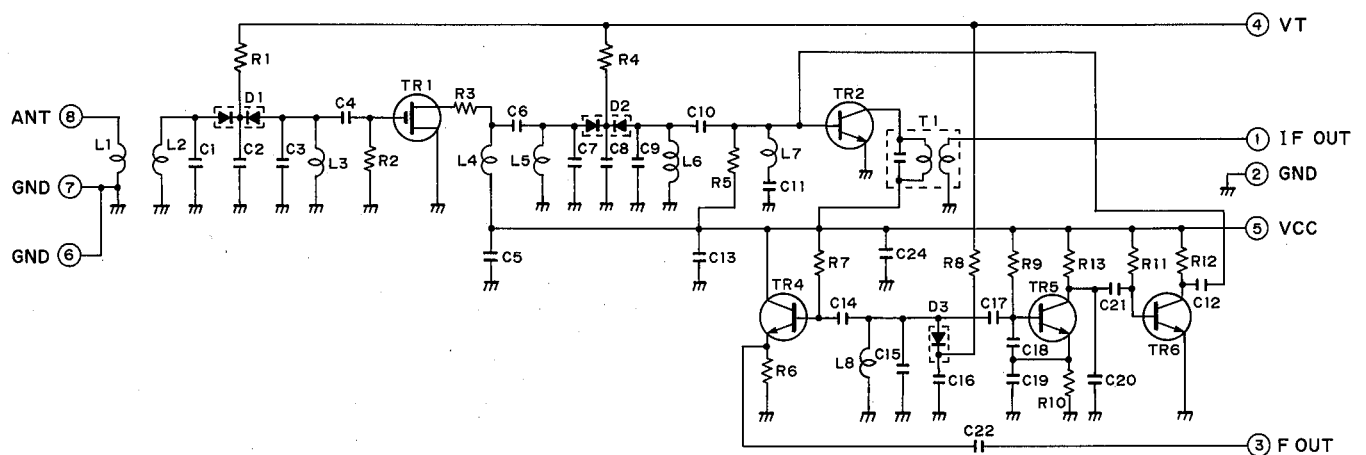 ④ VT
R1
R4
TR1
R3
TR2
D1
C4
C6
D2
C10
T1
ANT ⑧
L1
L2
C1
C2
C3
L3
R2
L4
L5
C7
C8
C9
L6
R5
L7
C11
① IF OUT
GND ⑦
② GND
GND ⑥
⑤ VCC
C5
C13
R7
C24
R8
R9
R13
R11
R12
TR4
C14
D3
C17
TR5
C21
C12
R6
L8
C15
C16
C18
C19
R10
C20
TR6
C22
③ F OUT